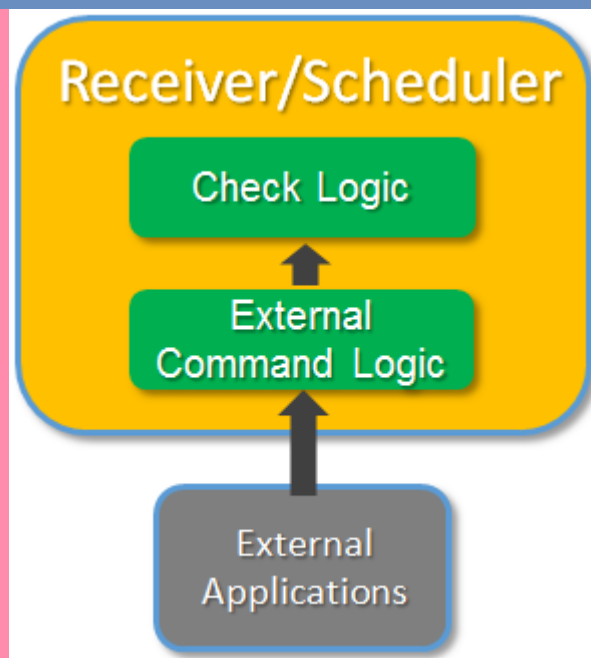 Receiver/Scheduler
Check Logic
External
Command Logic
External
Applications